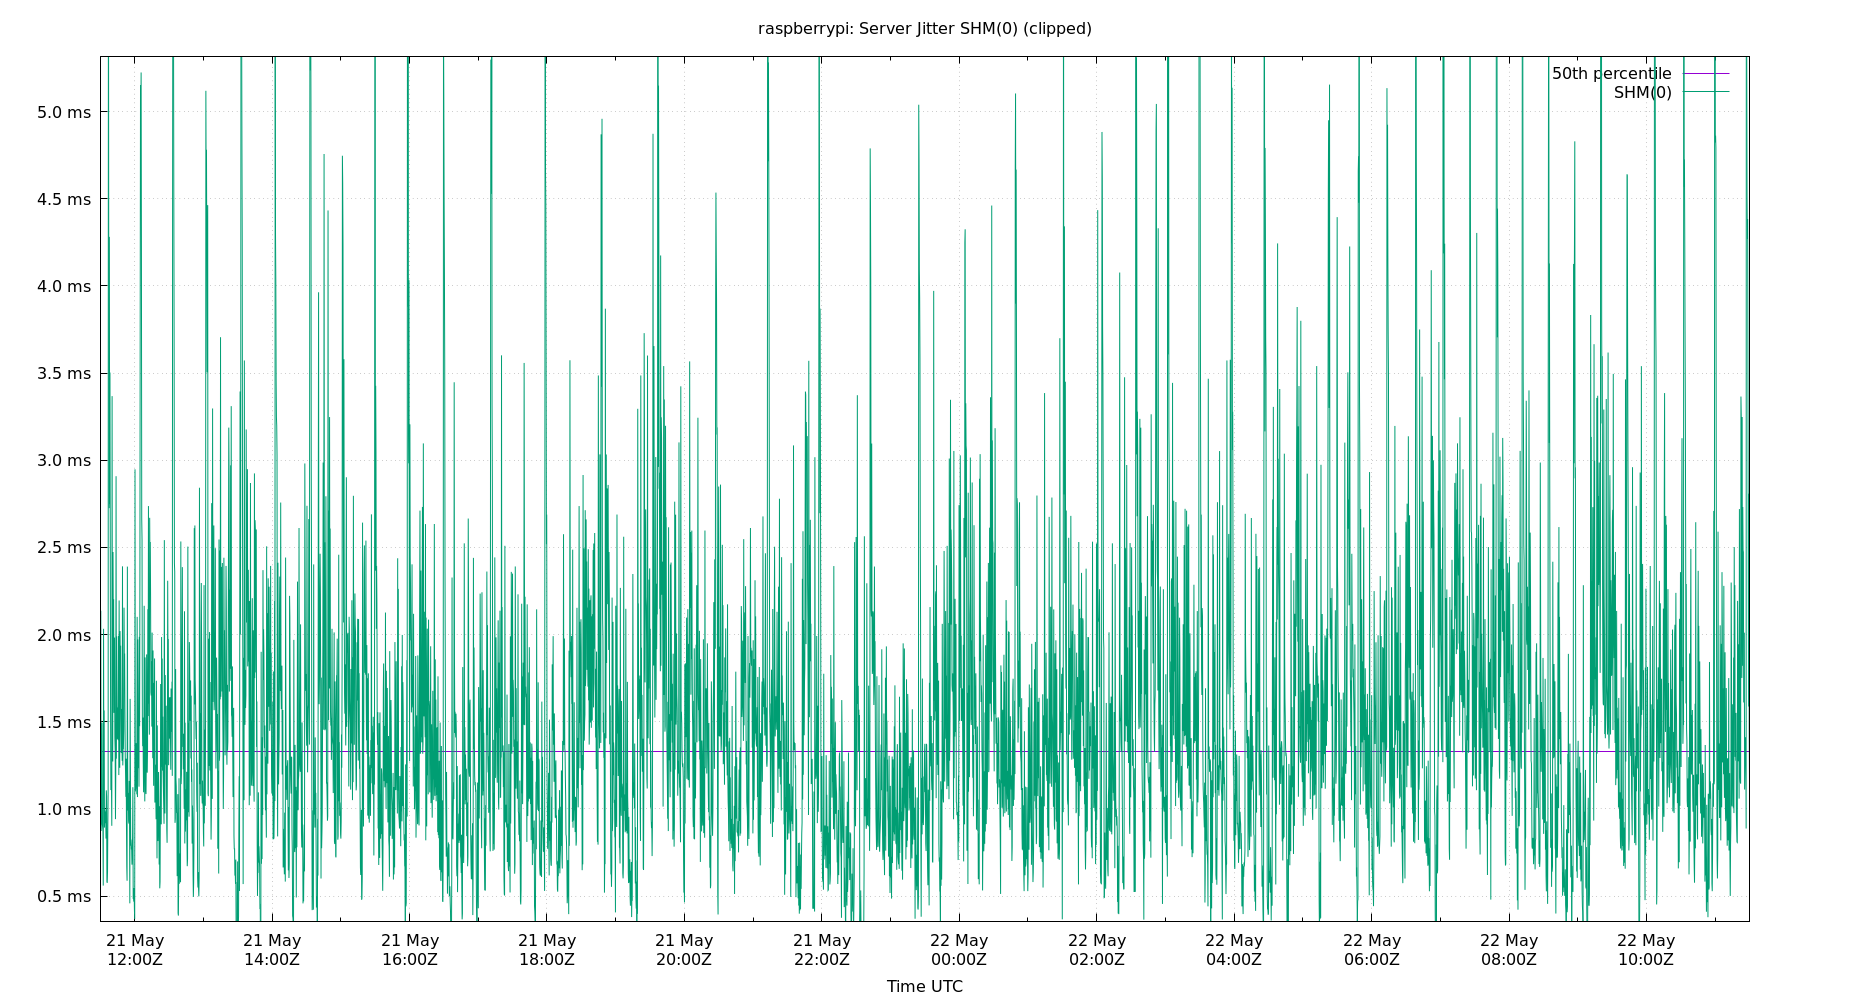 raspberrypi: Server Jitter SHM(0) (clipped)
50th percentile
SHM(0)
5.0 ms
4.5 ms
4.0 ms
3.5 ms
3.0 ms
2.5 ms
2.0 ms
1.5 ms
1.0 ms
0.5 ms
21 May 21 May 21 May 21 May 21 May 21 May 22 May 22 May 22 May 22 May 22 May 22 May
12:00Z 14:00Z 16:00Z 18:00Z 20:00Z 22:00Z 00:00Z 02:00Z 04:00Z 06:00Z 08:00Z 10:00Z
Time UTC